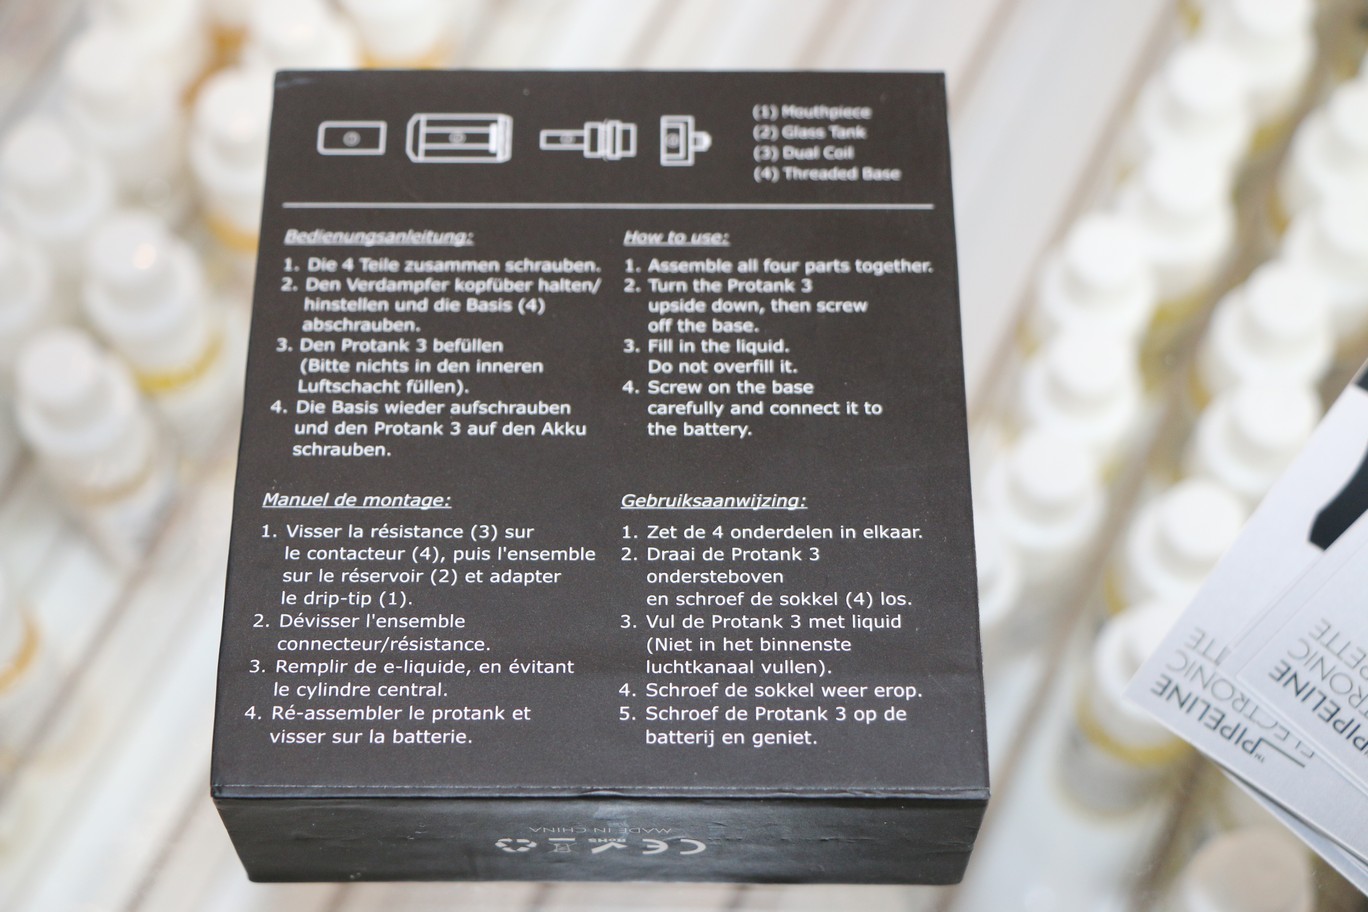 (1) Mouthpiece
(2) Glass Tank
(3) Dual Coil
(4) Threaded Base
Bedienungsanleitung:
1. Die 4 Teile zusammen schrauben.
2. Den Verdampfer kopfüber halten/
hinstellen und die Basis (4)
abschrauben.
3. Den Protank 3 befüllen
(Bitte nichts in den inneren
Luftschacht füllen).
4. Die Basis wieder aufschrauben
und den Protank 3 auf den Akku
schrauben.
How to use:
1. Assemble all four parts together.
2. Turn the Protank 3
upside down, then screw
off the base.
3. Fill in the liquid.
Do not overfill it.
4. Screw on the base
carefully and connect it to
the battery.
Manuel de montage:
1. Visser la résistance (3) sur
le contacteur (4), puis l'ensemble
sur le réservoir (2) et adapter
le drip-tip (1).
2. Dévisser l'ensemble
connecteur/résistance.
3. Remplir de e-liquide, en évitant
le cylindre central.
4. Ré-assembler le protank et
visser sur la batterie.
Gebruiksaanwijzing:
1. Zet de 4 onderdelen in elkaar.
2. Draai de Protank 3
ondersteboven
en schroef de sokkel (4) los.
3. Vul de Protank 3 met liquid
(Niet in het binnenste
luchtkanaal vullen).
4. Schroef de sokkel weer erop.
5. Schroef de Protank 3 op de
batterij en geniet.
MADE IN CHINA
CE RoHS
PIPELINE
ELECTRONIC
PIPELINE